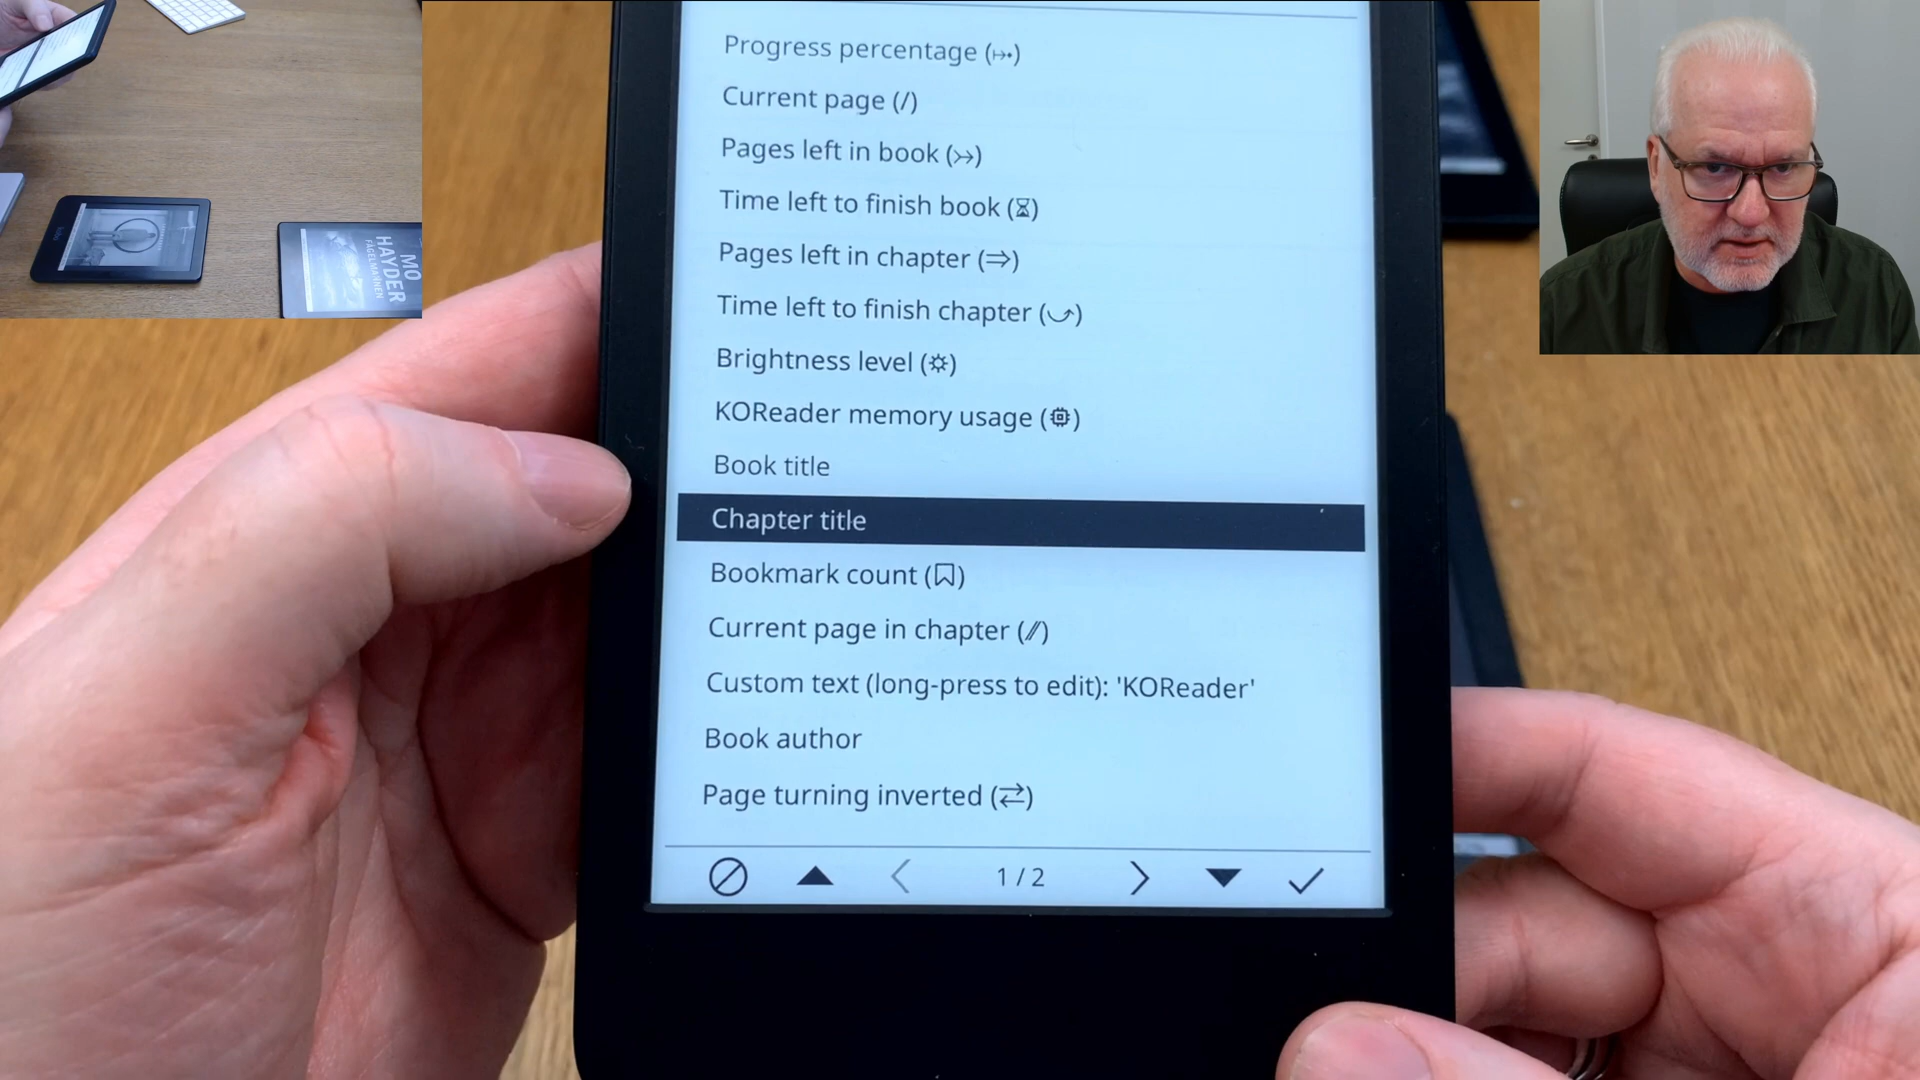 Progress percentage (↦•)
Current page (/)
Pages left in book (↣)
Time left to finish book (⌛)
Pages left in chapter (⇒)
Time left to finish chapter (⤻)
Brightness level (☼)
KOReader memory usage ()
Book title
Chapter title
Bookmark count ()
Current page in chapter (//)
Custom text (long-press to edit): 'KOReader'
Book author
Page turning inverted (⇄)
1 / 2
MO
HAYDER
FÅGELMANNEN